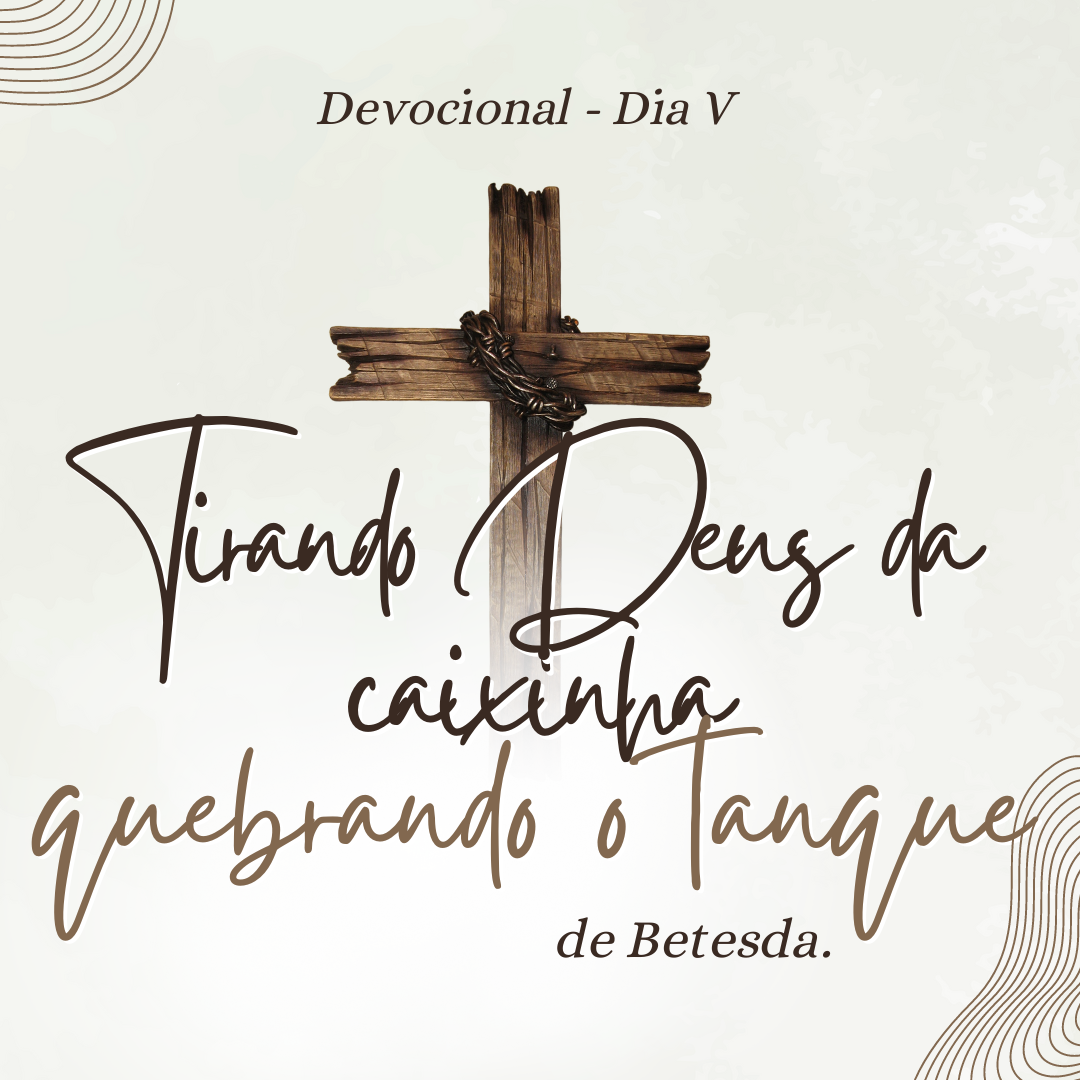 Devocional - Dia V
Tirando Deus da
caixinha
quebrando o Tanque
de Betesda.